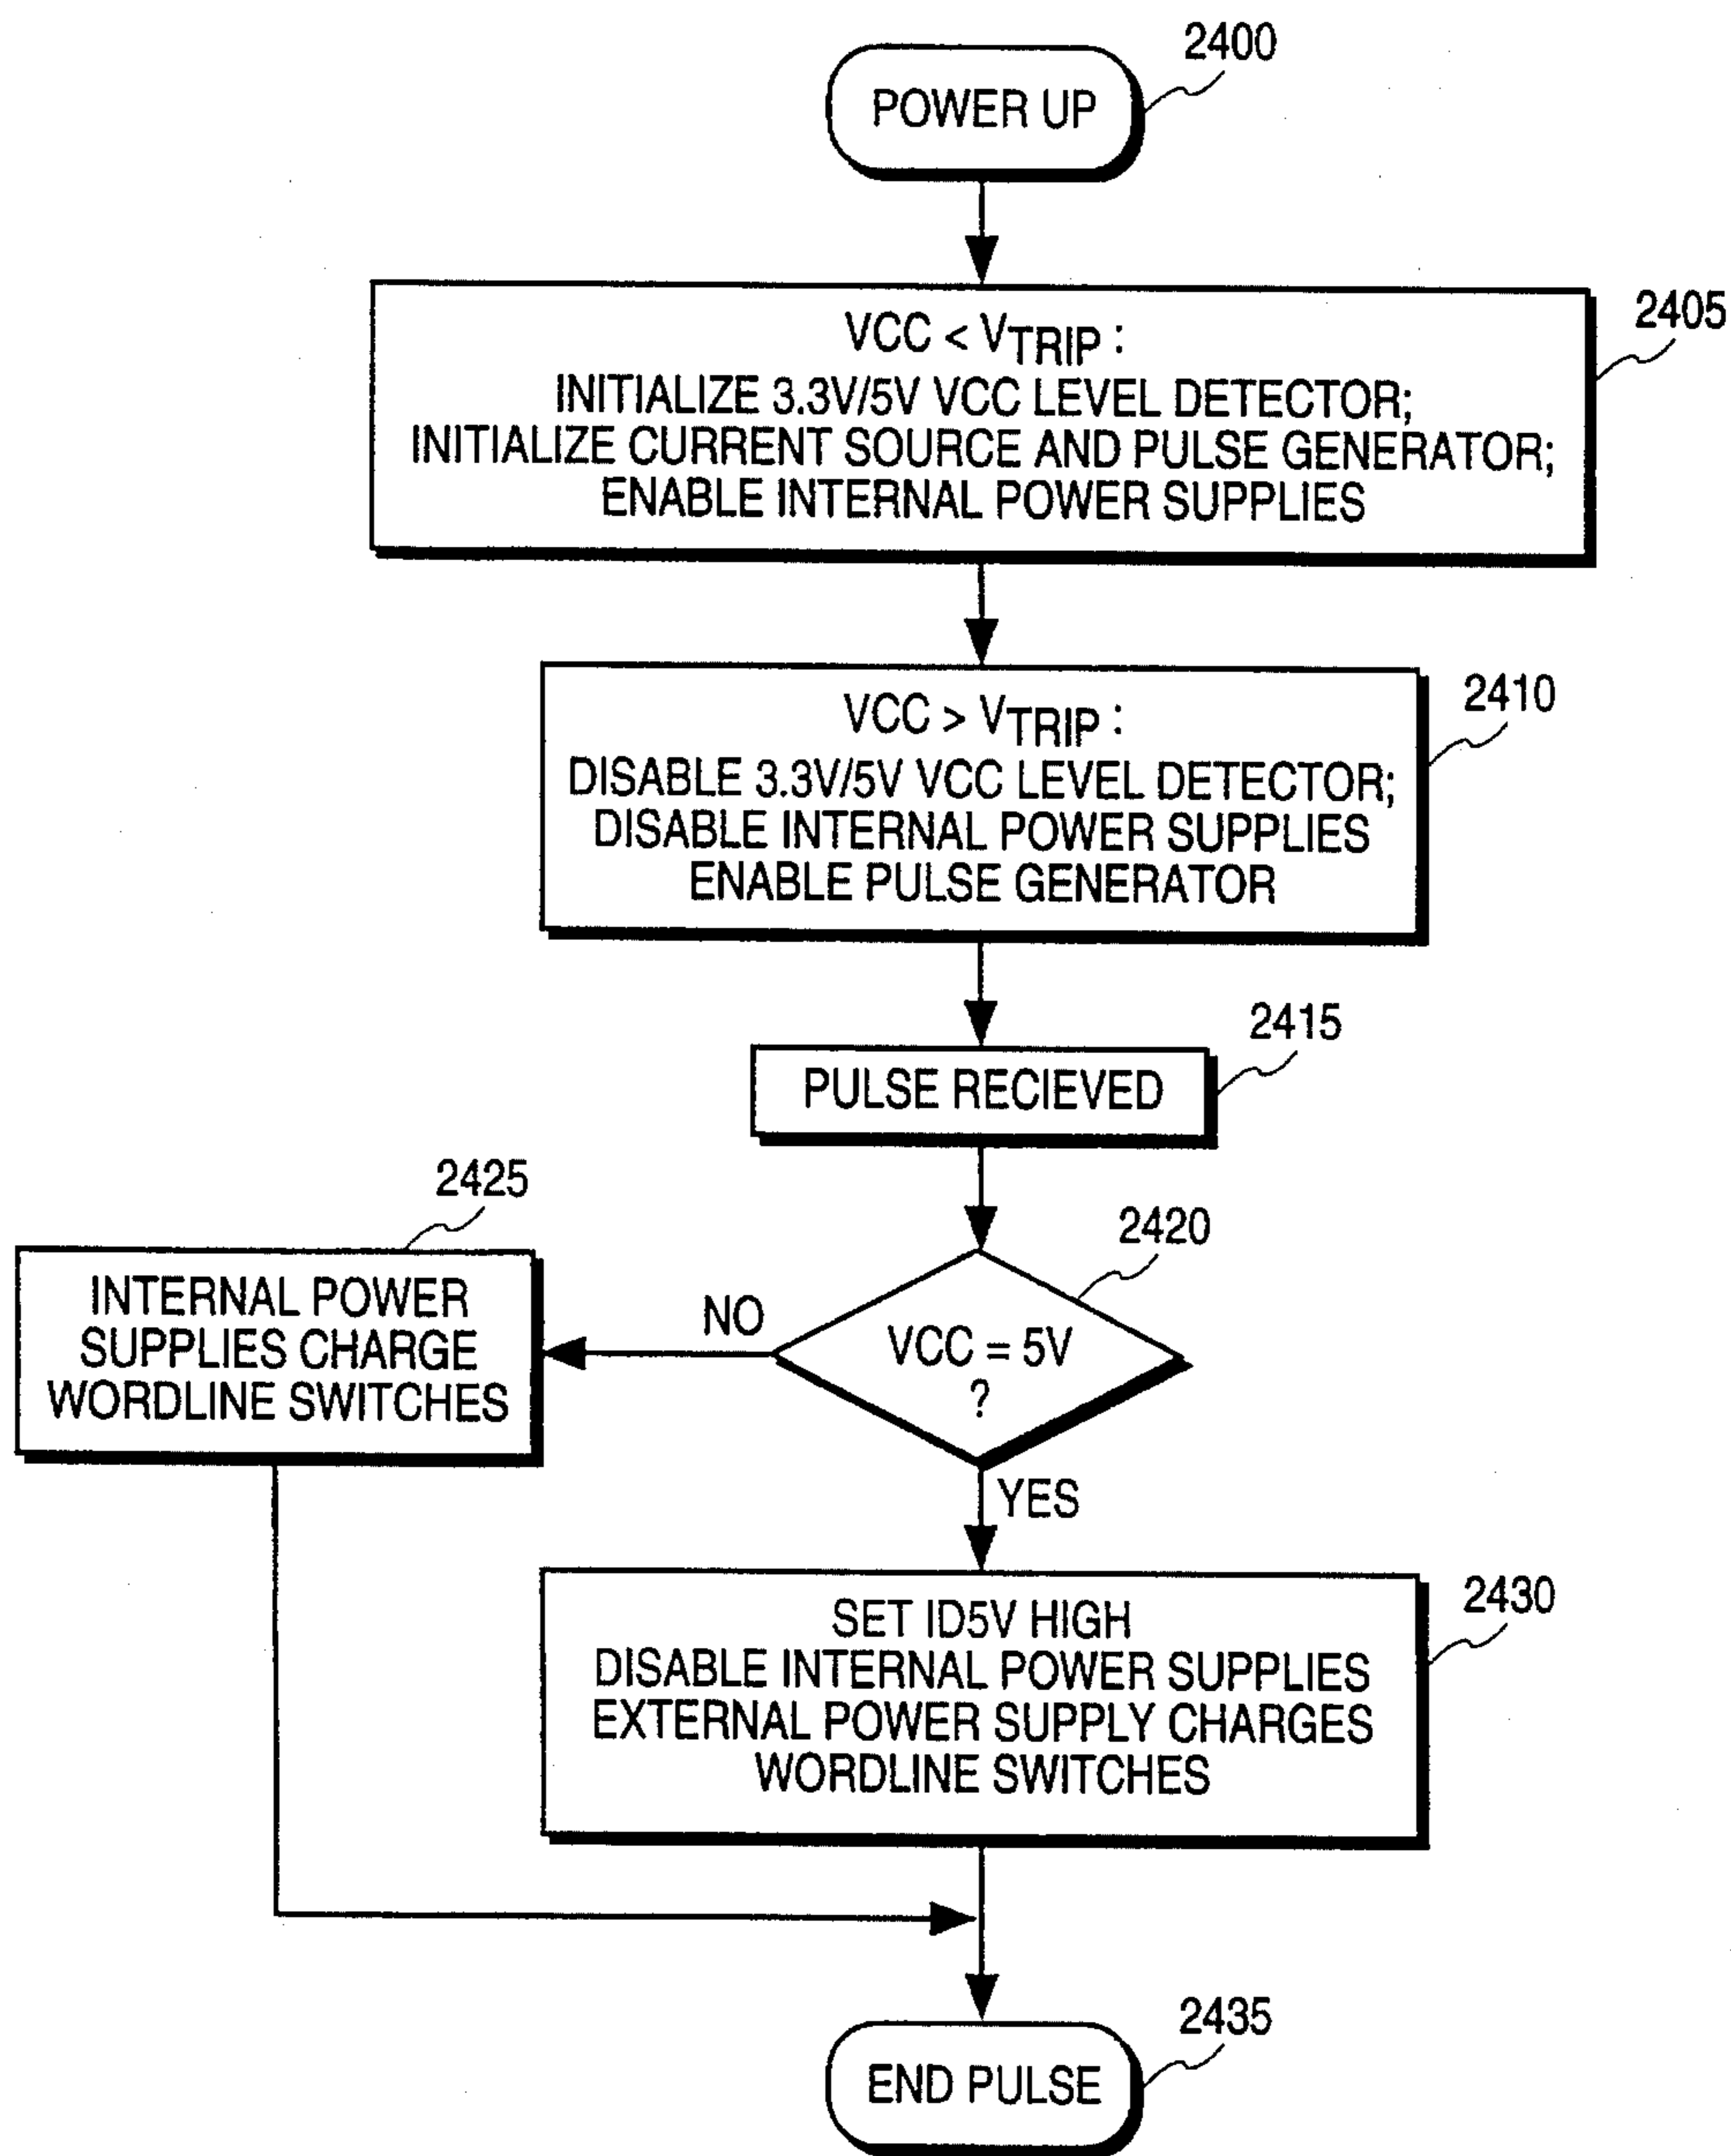 2400
POWER UP
2405
VCC < VTRIP :
INITIALIZE 3.3V/5V VCC LEVEL DETECTOR;
INITIALIZE CURRENT SOURCE AND PULSE GENERATOR;
ENABLE INTERNAL POWER SUPPLIES
2410
VCC > VTRIP :
DISABLE 3.3V/5V VCC LEVEL DETECTOR;
DISABLE INTERNAL POWER SUPPLIES
ENABLE PULSE GENERATOR
2415
PULSE RECIEVED
2425
INTERNAL POWER
SUPPLIES CHARGE
WORDLINE SWITCHES
NO
2420
VCC = 5V
?
YES
2430
SET ID5V HIGH
DISABLE INTERNAL POWER SUPPLIES
EXTERNAL POWER SUPPLY CHARGES
WORDLINE SWITCHES
2435
END PULSE